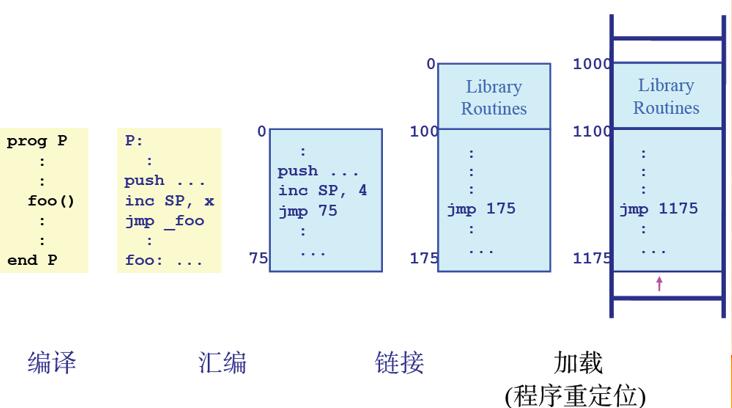 prog P
:
:
foo()
:
:
end P
P:
:
push ...
inc SP, x
jmp _foo
:
foo: ...
0
:
push ...
inc SP, 4
jmp 75
:
...
75
0
Library
Routines
100
:
:
:
jmp 175
:
...
175
1000
Library
Routines
1100
:
:
:
jmp 1175
:
...
1175
编译
汇编
链接
加载
(程序重定位)